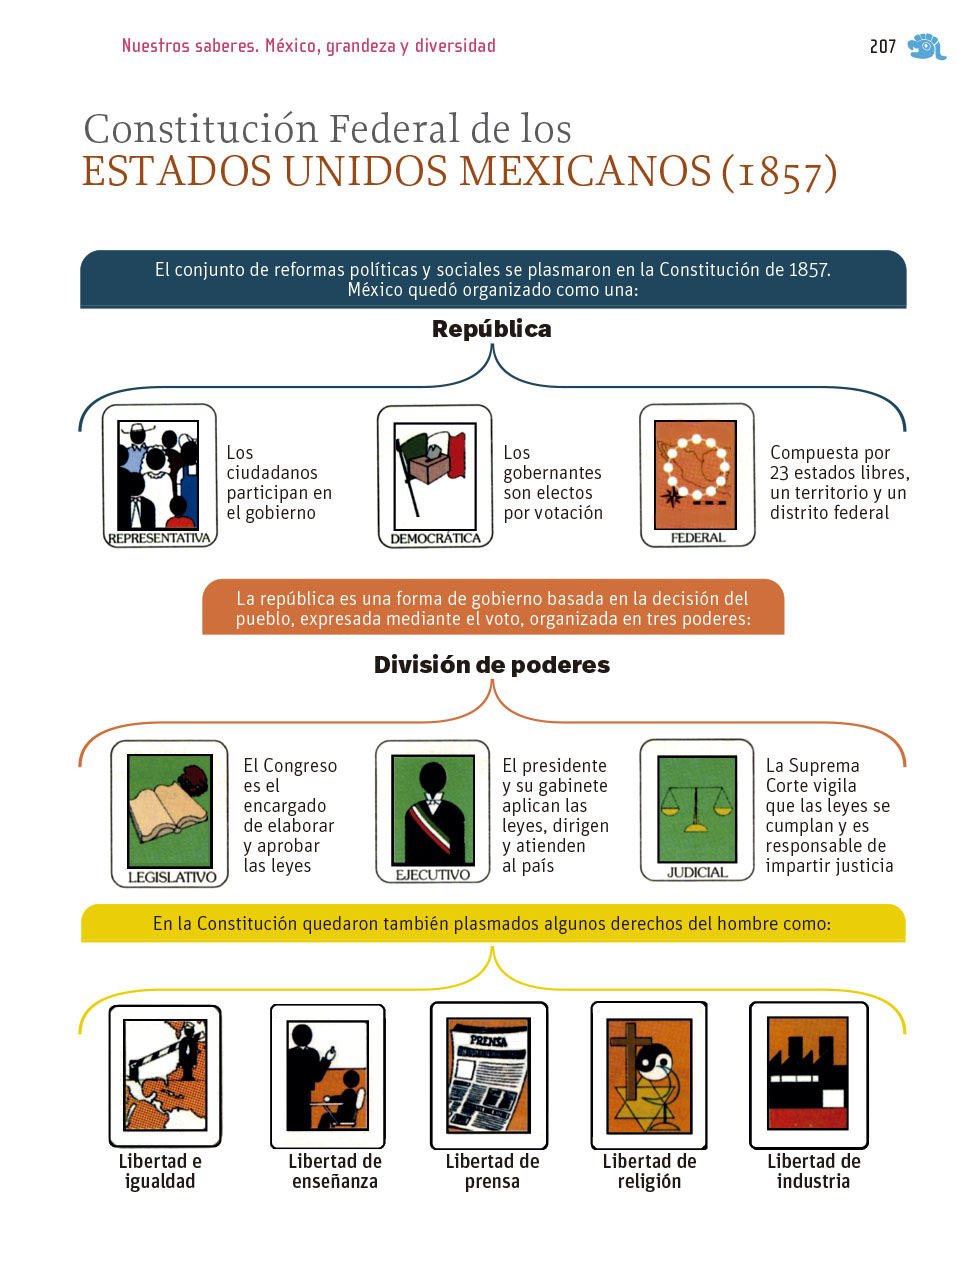 Nuestros saberes. México, grandeza y diversidad
207
Constitución Federal de los
ESTADOS UNIDOS MEXICANOS (1857)
El conjunto de reformas políticas y sociales se plasmaron en la Constitución de 1857.
México quedó organizado como una:
República
REPRESENTATIVA
Los
ciudadanos
participan en
el gobierno
DEMOCRÁTICA
Los
gobernantes
son electos
por votación
FEDERAL
Compuesta por
23 estados libres,
un territorio y un
distrito federal
La república es una forma de gobierno basada en la decisión del
pueblo, expresada mediante el voto, organizada en tres poderes:
División de poderes
LEGISLATIVO
El Congreso
es el
encargado
de elaborar
y aprobar
las leyes
EJECUTIVO
El presidente
y su gabinete
aplican las
leyes, dirigen
y atienden
al país
JUDICIAL
La Suprema
Corte vigila
que las leyes se
cumplan y es
responsable de
impartir justicia
En la Constitución quedaron también plasmados algunos derechos del hombre como:
Libertad e
igualdad
Libertad de
enseñanza
PRENSA
Libertad de
prensa
Libertad de
religión
Libertad de
industria